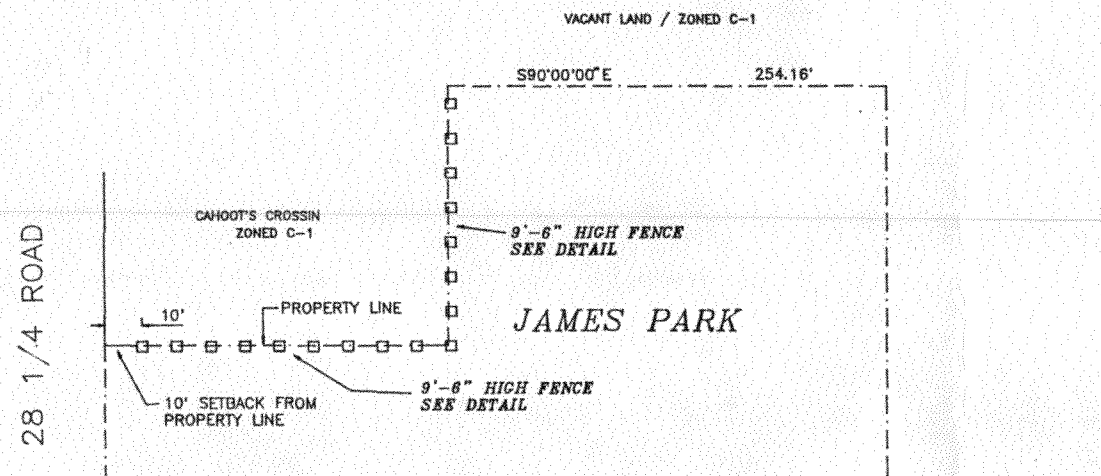 VACANT LAND / ZONED C-1
S90°00'00"E 254.16'
CAHOOT'S CROSSIN
ZONED C-1
9'-6" HIGH FENCE
SEE DETAIL
28 1/4 ROAD
10'
PROPERTY LINE
JAMES PARK
10' SETBACK FROM
PROPERTY LINE
9'-6" HIGH FENCE
SEE DETAIL